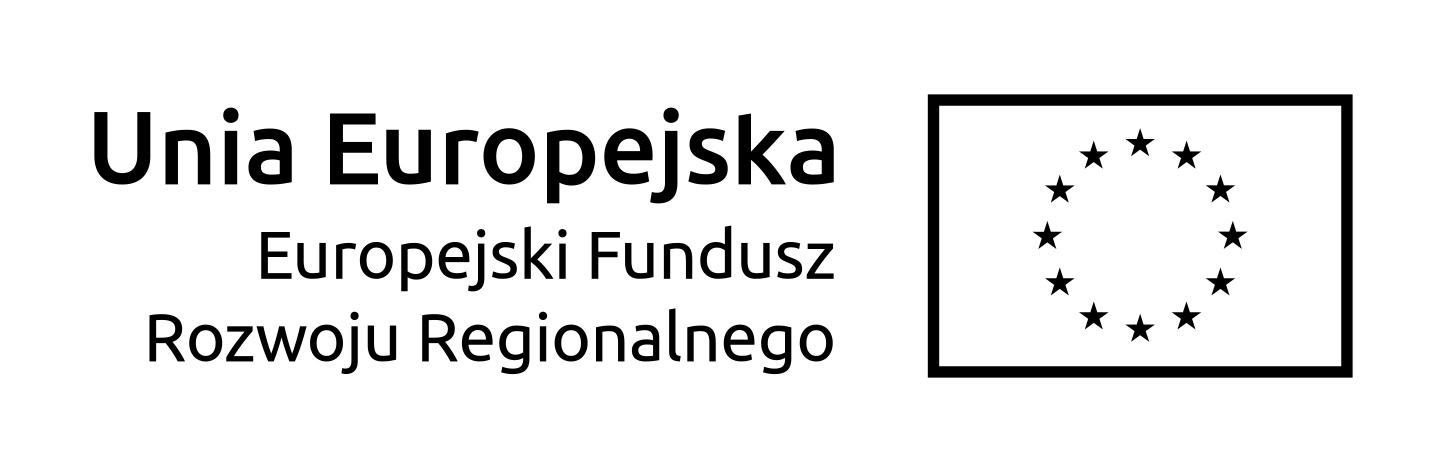 Unia Europejska
Europejski Fundusz
Rozwoju Regionalnego